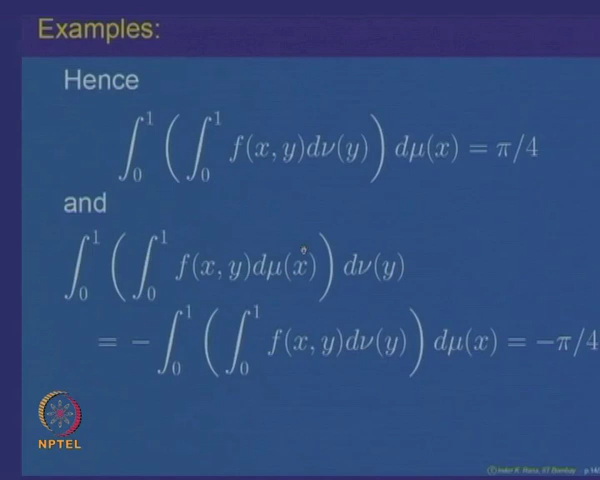 Examples:
Hence
∫₀¹ ( ∫₀¹ f(x, y)dν(y) ) dμ(x) = π/4
and
∫₀¹ ( ∫₀¹ f(x, y)dμ(x) ) dν(y)
= − ∫₀¹ ( ∫₀¹ f(x, y)dν(y) ) dμ(x) = −π/4
NPTEL